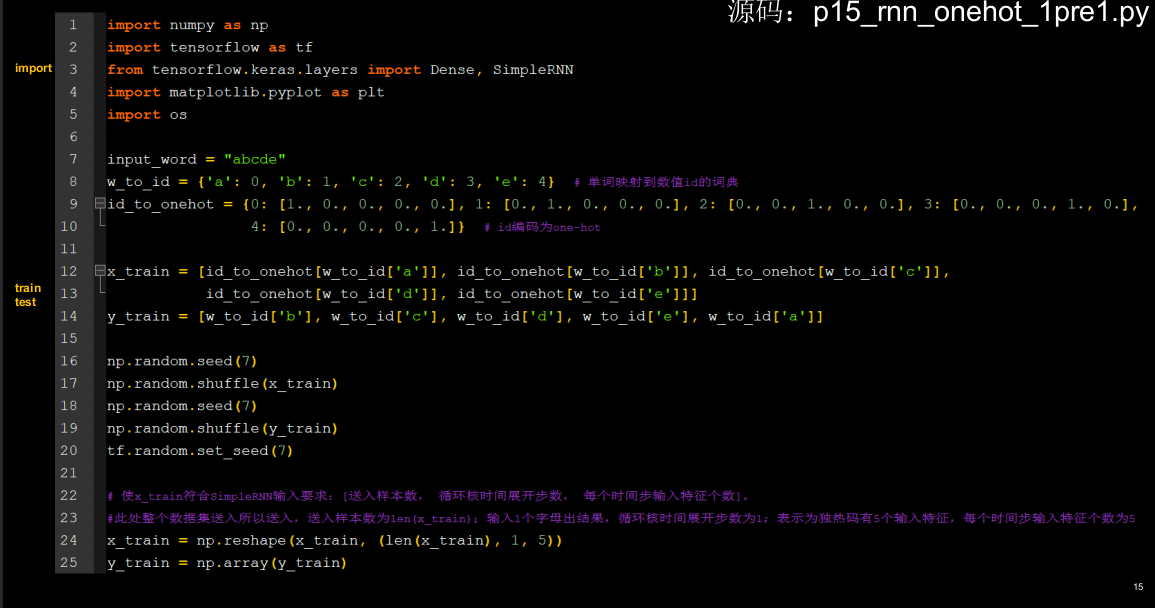 源码：p15_rnn_onehot_1pre1.py
import
train
test
1 import numpy as np
2 import tensorflow as tf
3 from tensorflow.keras.layers import Dense, SimpleRNN
4 import matplotlib.pyplot as plt
5 import os
6
7 input_word = "abcde"
8 w_to_id = {'a': 0, 'b': 1, 'c': 2, 'd': 3, 'e': 4}  # 单词映射到数值id的词典
9 id_to_onehot = {0: [1., 0., 0., 0., 0.], 1: [0., 1., 0., 0., 0.], 2: [0., 0., 1., 0., 0.], 3: [0., 0., 0., 1., 0.],
10                 4: [0., 0., 0., 0., 1.]}  # id编码为one-hot
11
12 x_train = [id_to_onehot[w_to_id['a']], id_to_onehot[w_to_id['b']], id_to_onehot[w_to_id['c']],
13            id_to_onehot[w_to_id['d']], id_to_onehot[w_to_id['e']]]
14 y_train = [w_to_id['b'], w_to_id['c'], w_to_id['d'], w_to_id['e'], w_to_id['a']]
15
16 np.random.seed(7)
17 np.random.shuffle(x_train)
18 np.random.seed(7)
19 np.random.shuffle(y_train)
20 tf.random.set_seed(7)
21
22 # 使x_train符合SimpleRNN输入要求：[送入样本数， 循环核时间展开步数， 每个时间步输入特征个数]。
23 #此处整个数据集送入所以送入，送入样本数为len(x_train)；输入1个字母出结果，循环核时间展开步数为1；表示为独热码有5个输入特征，每个时间步输入特征个数为5
24 x_train = np.reshape(x_train, (len(x_train), 1, 5))
25 y_train = np.array(y_train)
15